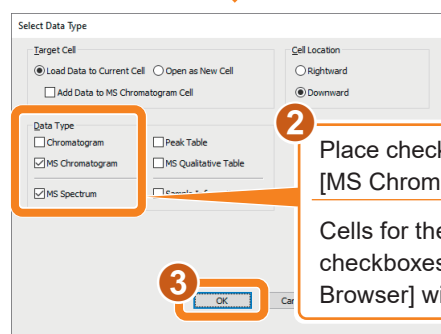 Select Data Type
Target Cell
Load Data to Current Cell Open as New Cell
Add Data to MS Chromatogram Cell
Cell Location
Rightward
Downward
Data Type
Chromatogram Peak Table
MS Chromatogram MS Qualitative Table
MS Spectrum
2
Place check
[MS Chrom
Cells for the
checkboxes
Browser] wi
3
OK